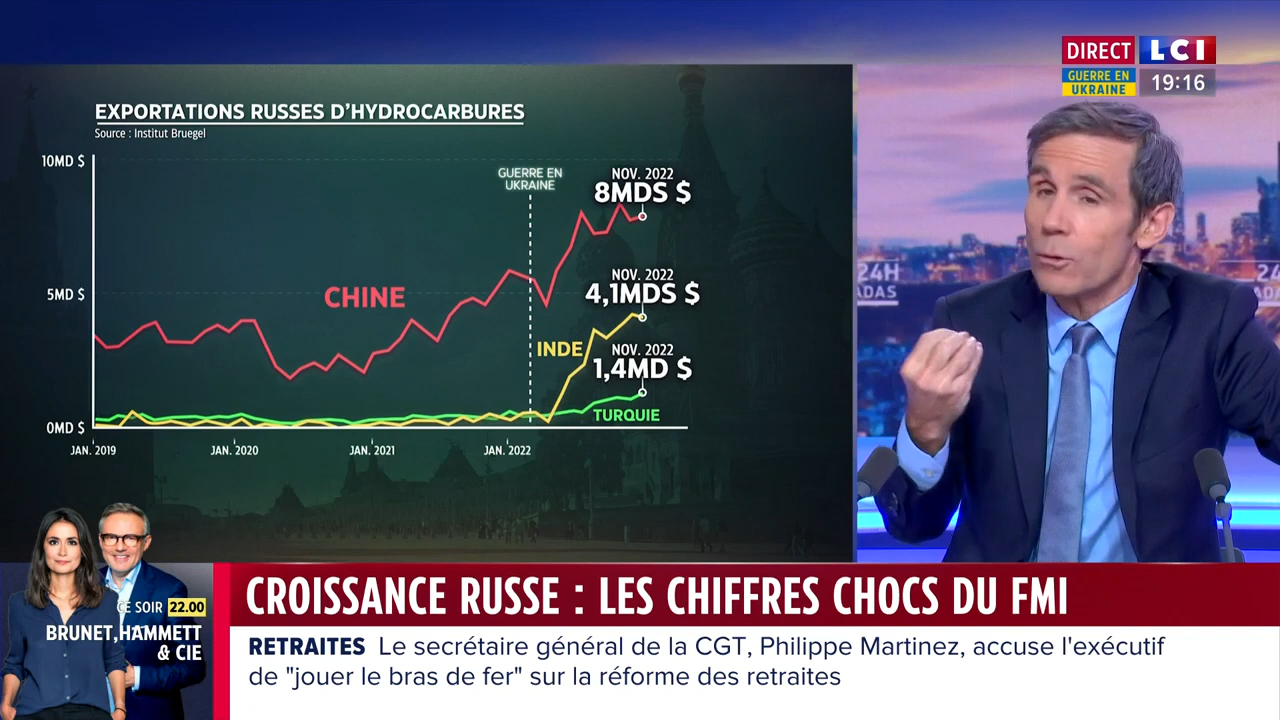 DIRECT LCI
GUERRE EN
UKRAINE
19:16
EXPORTATIONS RUSSES D'HYDROCARBURES
Source : Institut Bruegel
10MD $
5MD $
0MD $
GUERRE EN
UKRAINE
NOV. 2022
8MDS $
CHINE
NOV. 2022
4,1MDS $
INDE
NOV. 2022
1,4MD $
TURQUIE
JAN. 2019
JAN. 2020
JAN. 2021
JAN. 2022
24H
24
CE SOIR 22.00
BRUNET, HAMMETT
& CIE
CROISSANCE RUSSE : LES CHIFFRES CHOCS DU FMI
RETRAITES Le secrétaire général de la CGT, Philippe Martinez, accuse l'exécutif
de "jouer le bras de fer" sur la réforme des retraites